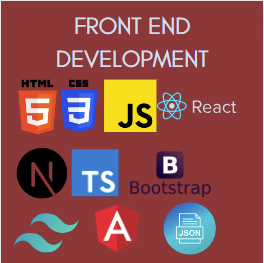 FRONT END
DEVELOPMENT
HTML CSS
5 3 JS React
N TS B
Bootstrap
A JSON